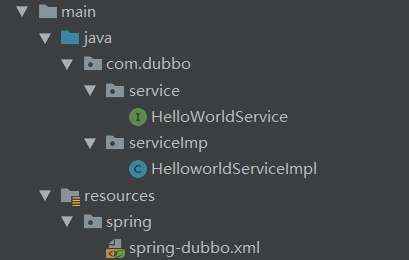 main
java
com.dubbo
service
I HelloWorldService
serviceImp
C HelloworldServiceImpl
resources
spring
spring-dubbo.xml